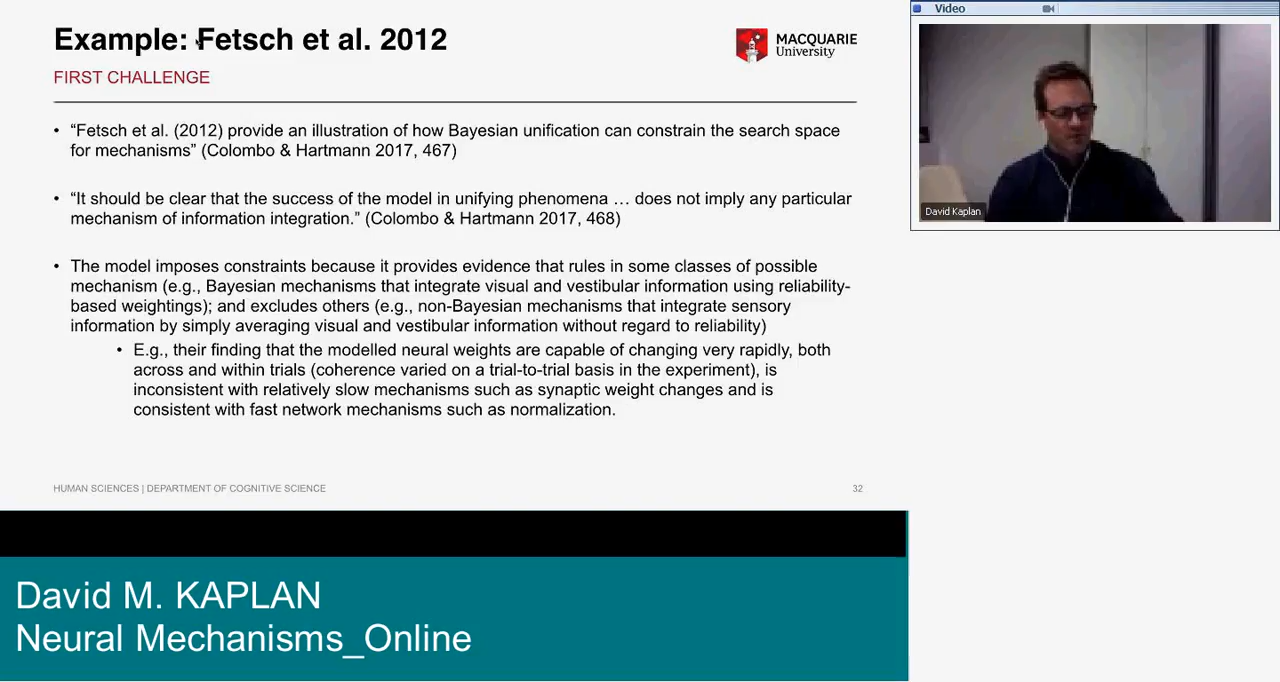 Example: Fetsch et al. 2012
MACQUARIE
University
FIRST CHALLENGE
• “Fetsch et al. (2012) provide an illustration of how Bayesian unification can constrain the search space
for mechanisms” (Colombo & Hartmann 2017, 467)
• “It should be clear that the success of the model in unifying phenomena … does not imply any particular
mechanism of information integration.” (Colombo & Hartmann 2017, 468)
• The model imposes constraints because it provides evidence that rules in some classes of possible
mechanism (e.g., Bayesian mechanisms that integrate visual and vestibular information using reliability-
based weightings); and excludes others (e.g., non-Bayesian mechanisms that integrate sensory
information by simply averaging visual and vestibular information without regard to reliability)
• E.g., their finding that the modelled neural weights are capable of changing very rapidly, both
across and within trials (coherence varied on a trial-to-trial basis in the experiment), is
inconsistent with relatively slow mechanisms such as synaptic weight changes and is
consistent with fast network mechanisms such as normalization.
HUMAN SCIENCES | DEPARTMENT OF COGNITIVE SCIENCE
32
Video
David Kaplan
David M. KAPLAN
Neural Mechanisms_Online